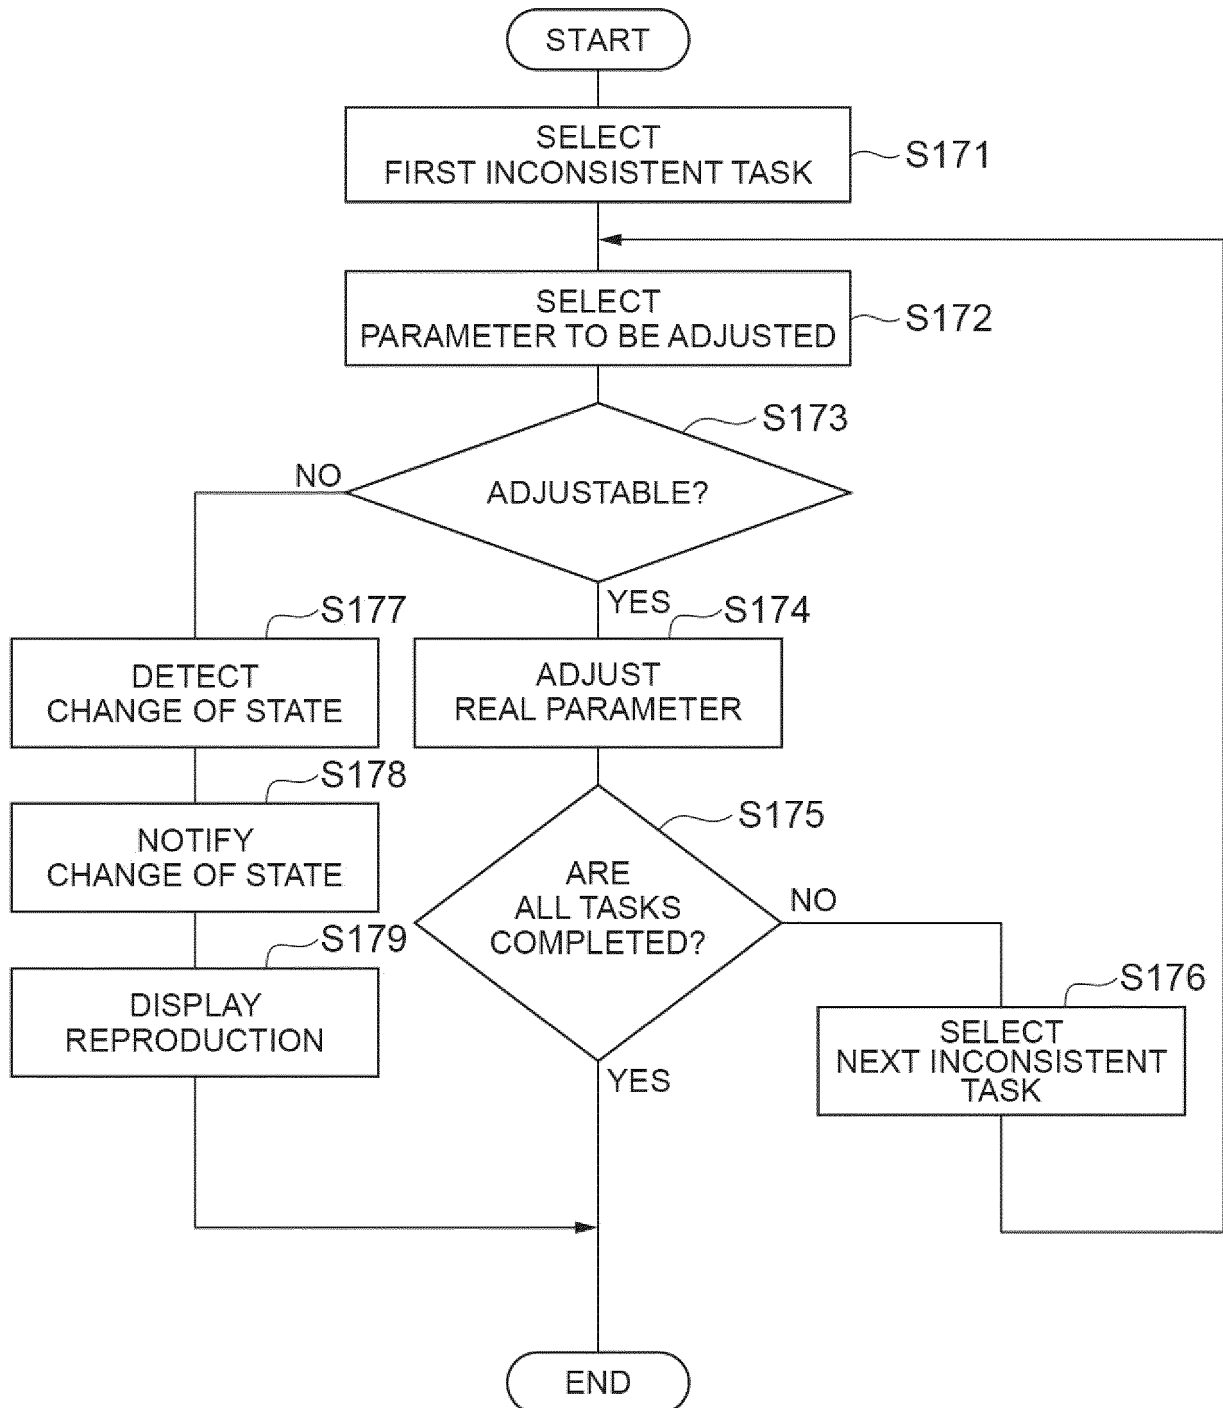 START
SELECT
FIRST INCONSISTENT TASK
S171
SELECT
PARAMETER TO BE ADJUSTED
S172
S173
NO
ADJUSTABLE?
YES
S177
S174
DETECT
CHANGE OF STATE
ADJUST
REAL PARAMETER
S178
S175
NOTIFY
CHANGE OF STATE
ARE
ALL TASKS
COMPLETED?
NO
S179
S176
DISPLAY
REPRODUCTION
SELECT
NEXT INCONSISTENT
TASK
YES
END